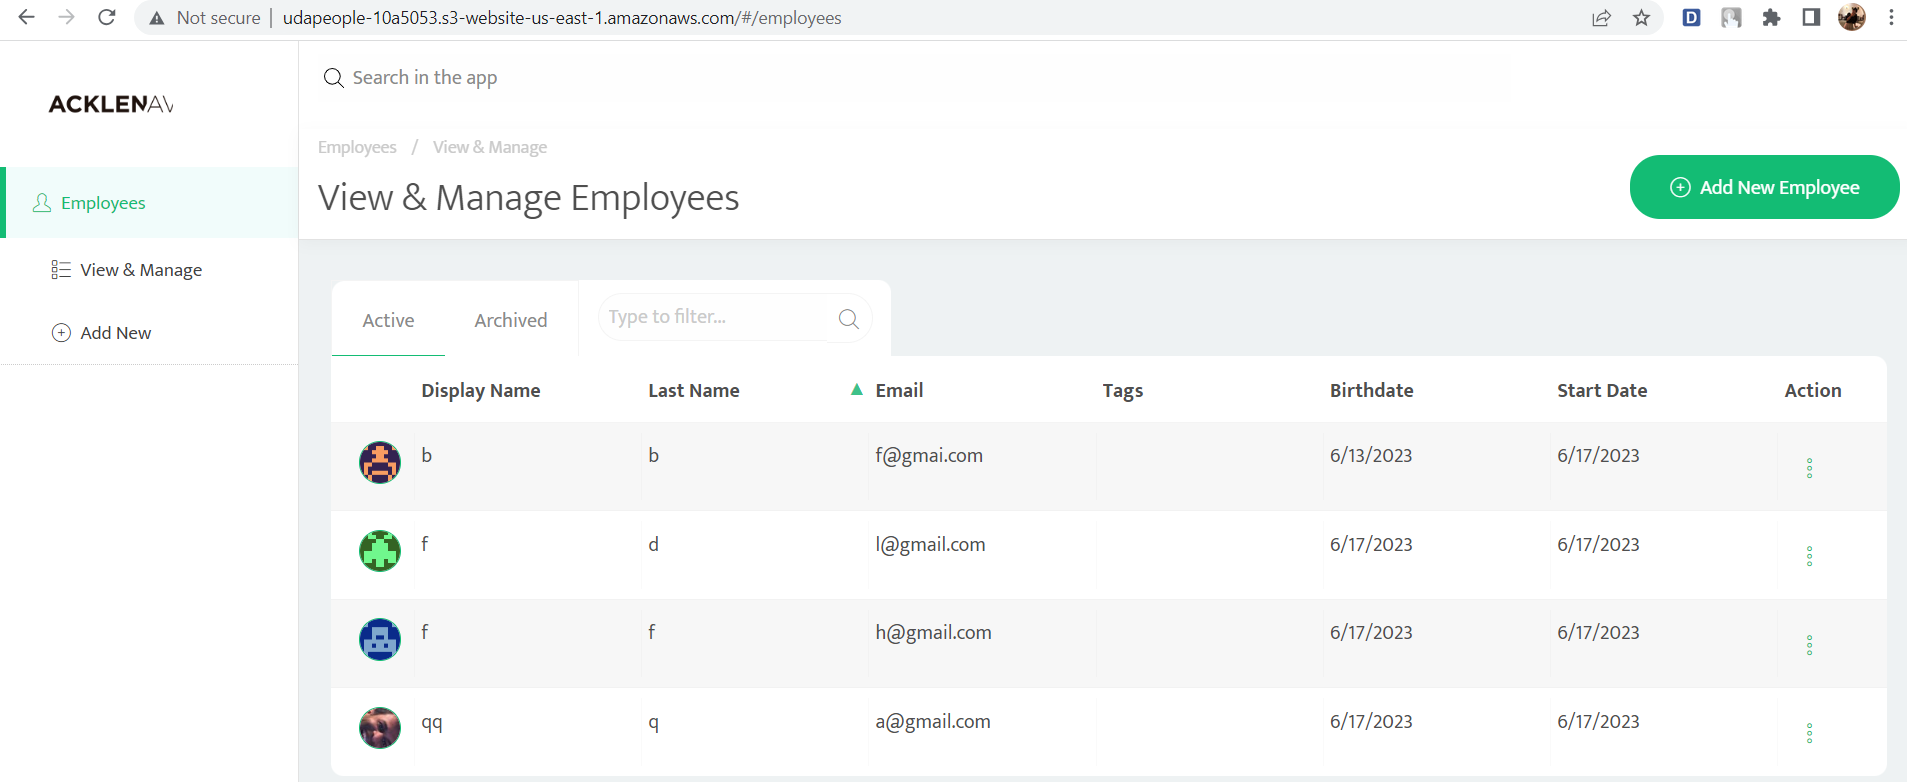 Not secure | udapeople-10a5053.s3-website-us-east-1.amazonaws.com/#/employees
D
Search in the app
ACKLENAV
Employees / View & Manage
View & Manage Employees
Add New Employee
Employees
View & Manage
Add New
Active Archived Type to filter...
Display Name Last Name ▲ Email Tags Birthdate Start Date Action
b b f@gmai.com 6/13/2023 6/17/2023
f d l@gmail.com 6/17/2023 6/17/2023
f f h@gmail.com 6/17/2023 6/17/2023
qq q a@gmail.com 6/17/2023 6/17/2023